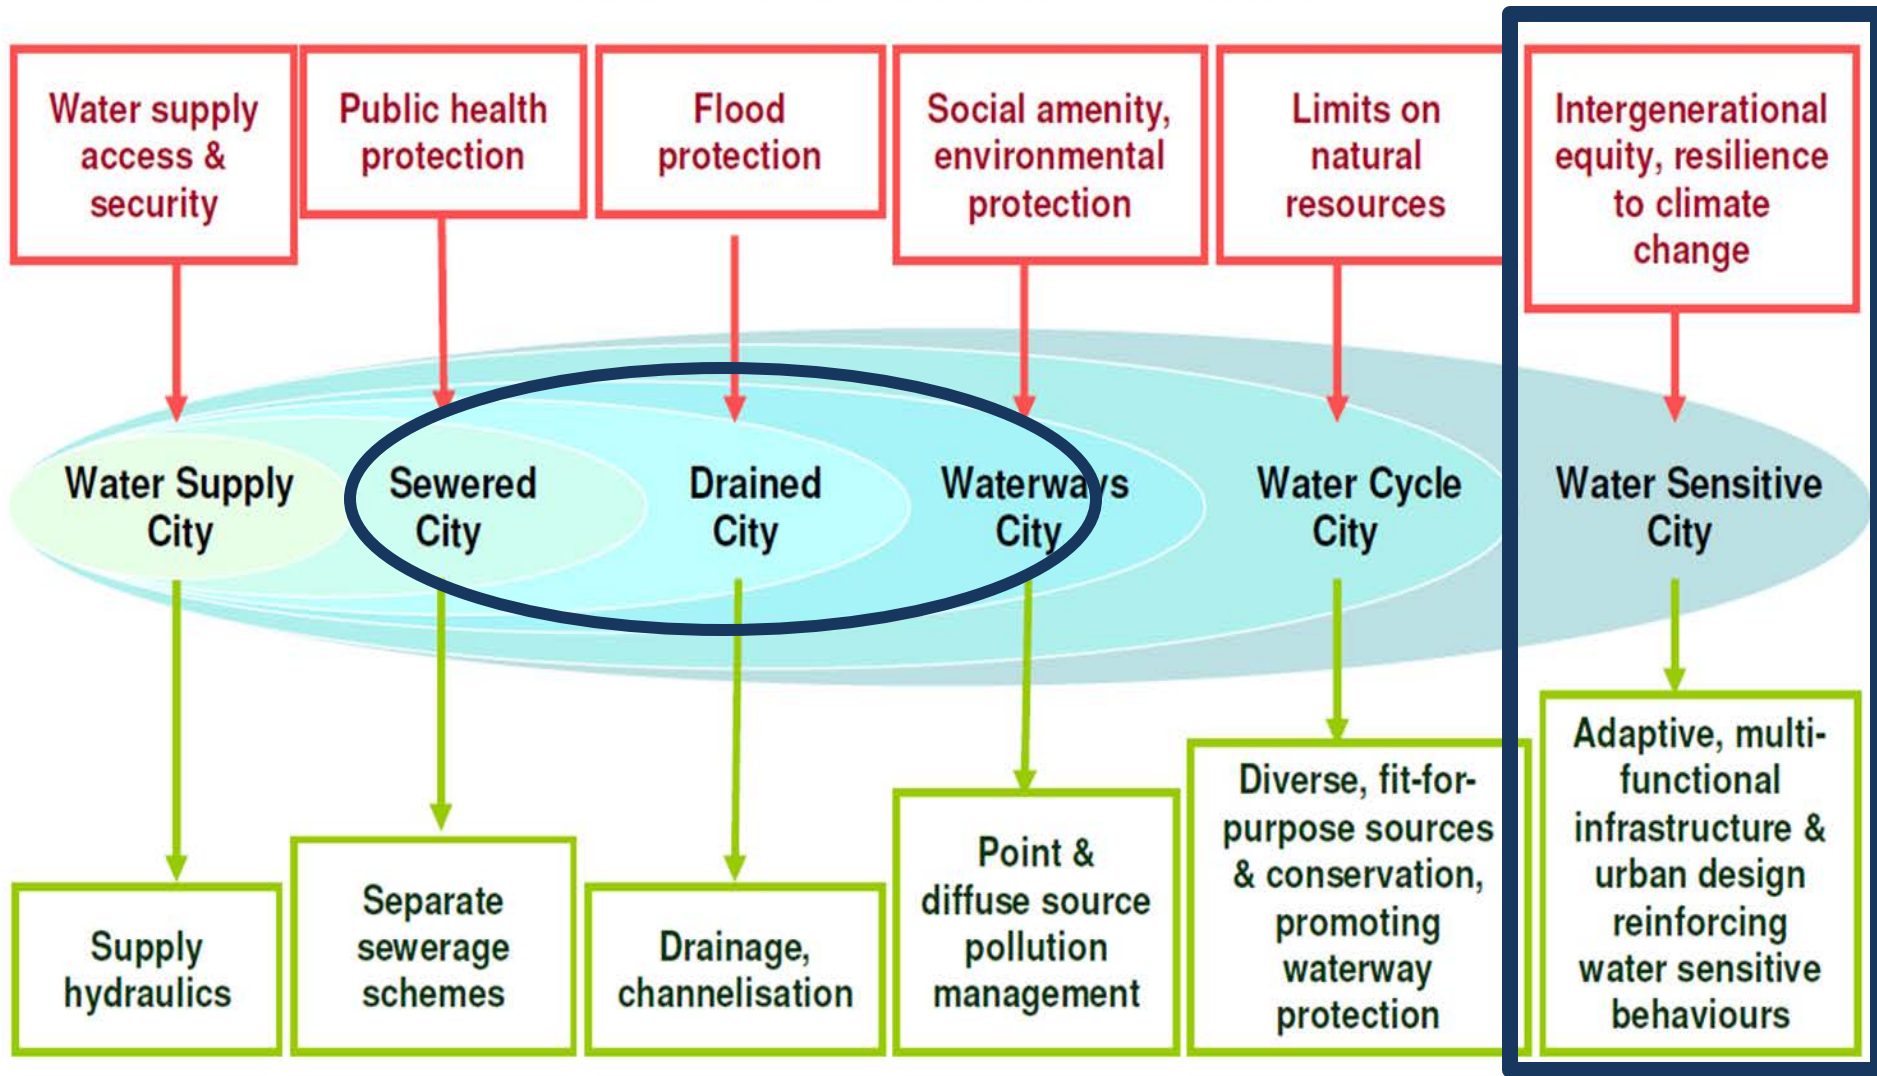 Water supply
access &
security
Public health
protection
Flood
protection
Social amenity,
environmental
protection
Limits on
natural
resources
Intergenerational
equity, resilience
to climate
change
Water Supply
City
Sewered
City
Drained
City
Waterways
City
Water Cycle
City
Water Sensitive
City
Supply
hydraulics
Separate
sewerage
schemes
Drainage,
channelisation
Point &
diffuse source
pollution
management
Diverse, fit-for-
purpose sources
& conservation,
promoting
waterway
protection
Adaptive, multi-
functional
infrastructure &
urban design
reinforcing
water sensitive
behaviours